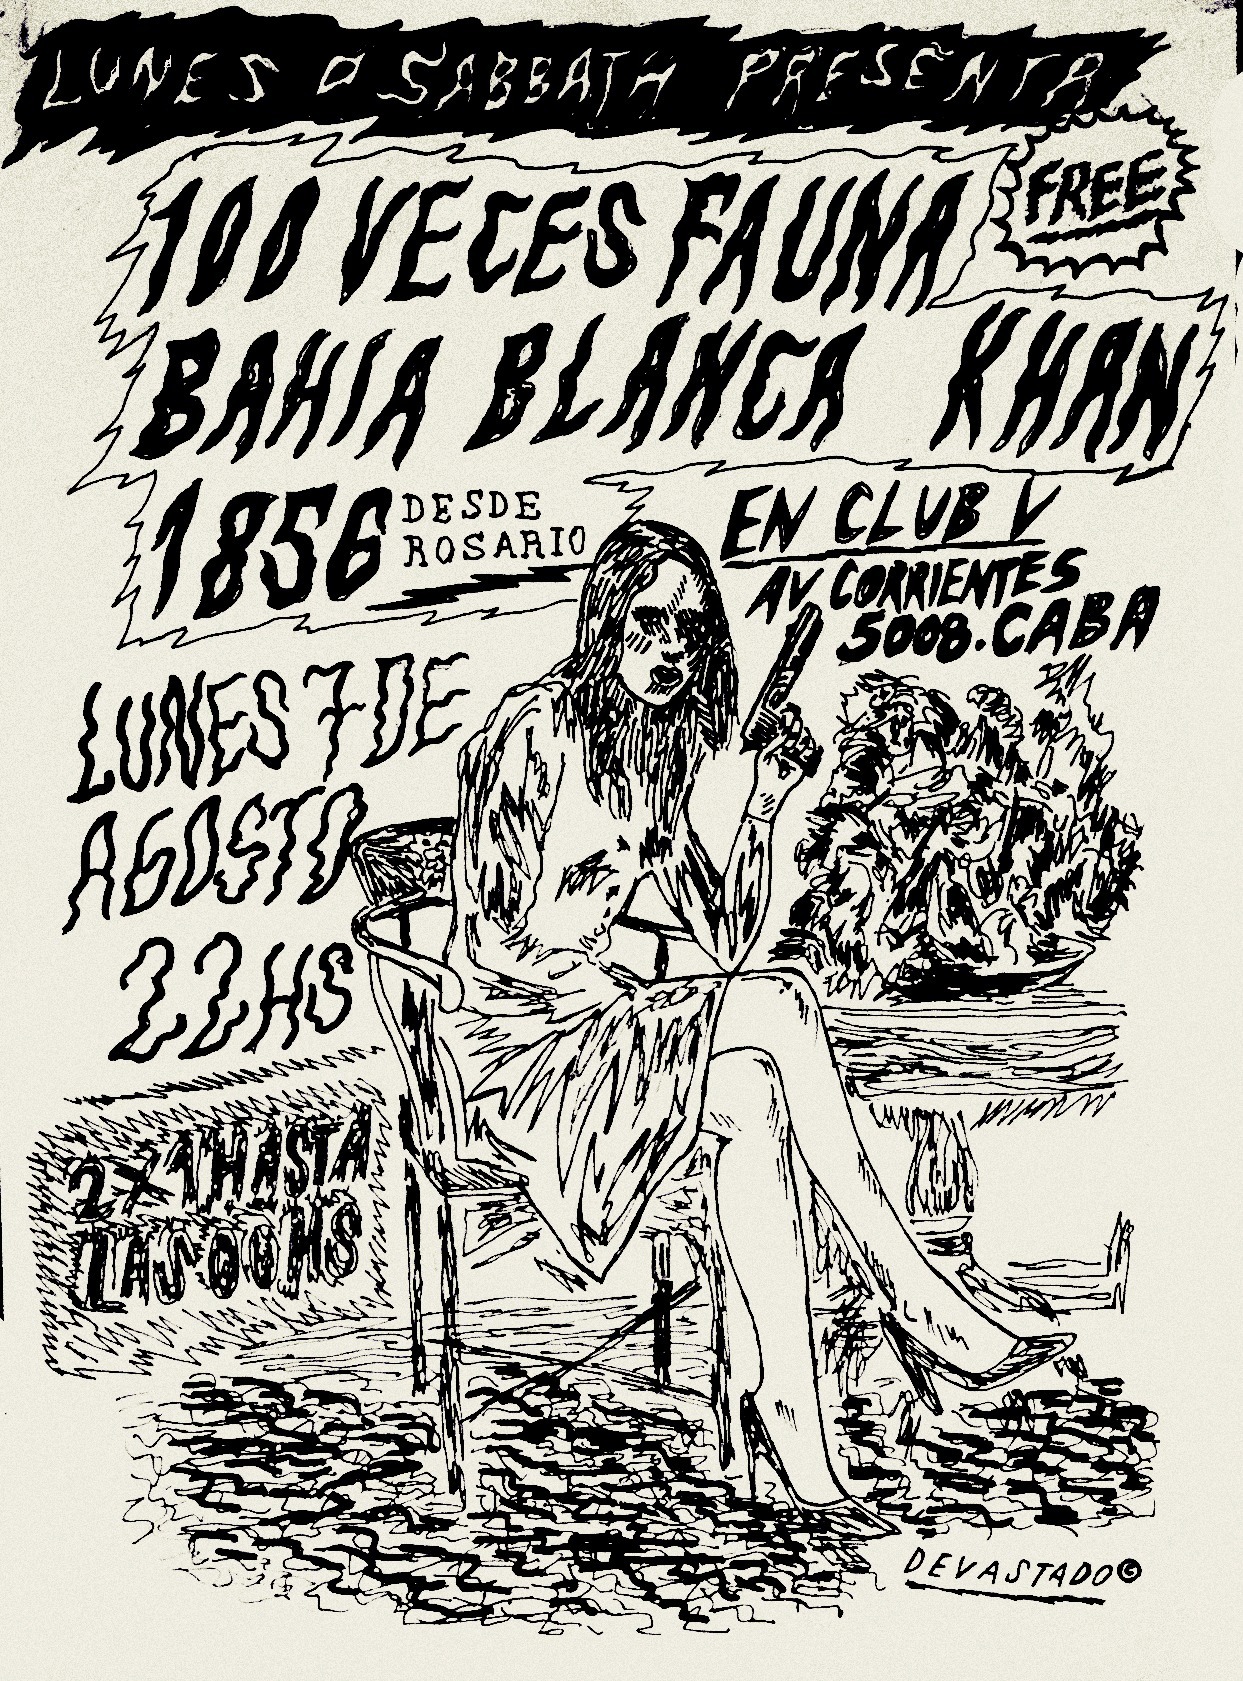 LUNES O SABBATH PRESENTA
FREE
100 VECES FAUNA
BAHIA BLANCA KHAN
1856 DESDE
ROSARIO
EN CLUB V
AV CORRIENTES
5008. CABA
LUNES 7 DE
AGOSTO
22HS
2X1 HASTA
LAS 00HS
DEVASTADO©